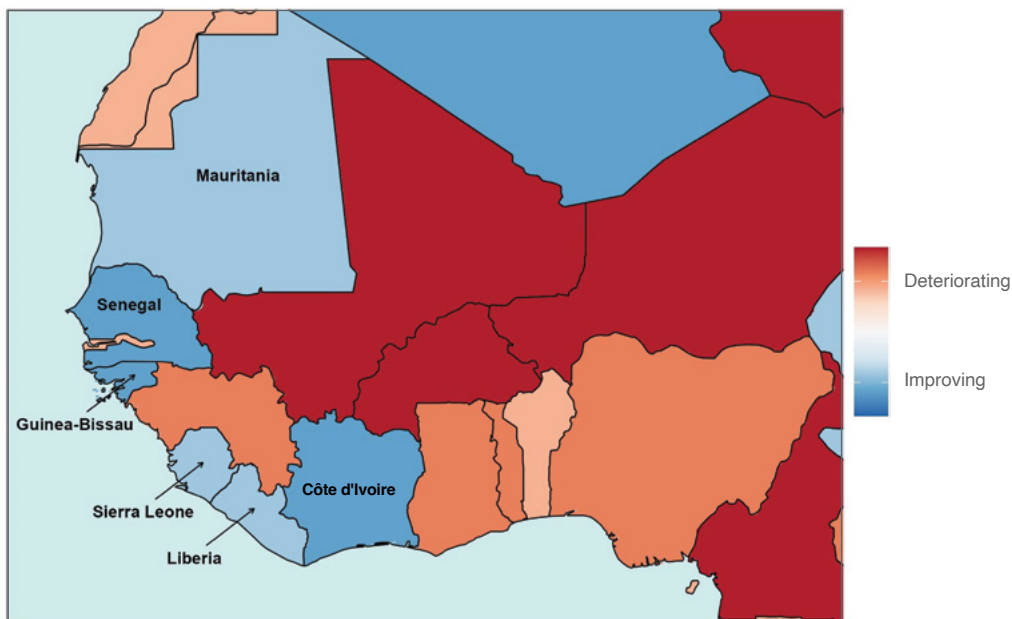 Mauritania
Deteriorating
Senegal
Improving
Guinea-Bissau
Côte d'Ivoire
Sierra Leone
Liberia